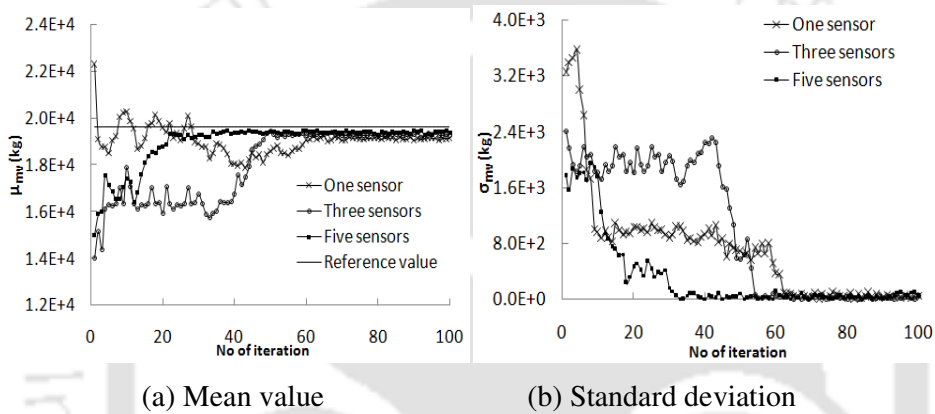 2.4E+4
2.2E+4
2.0E+4
1.8E+4
1.6E+4
1.4E+4
1.2E+4
μmv (kg)
One sensor
Three sensors
Five sensors
Reference value
0 20 40 60 80 100
No of iteration
(a) Mean value
4.0E+3
3.2E+3
2.4E+3
1.6E+3
8.0E+2
0.0E+0
σmv (kg)
One sensor
Three sensors
Five sensors
0 20 40 60 80 100
No of iteration
(b) Standard deviation